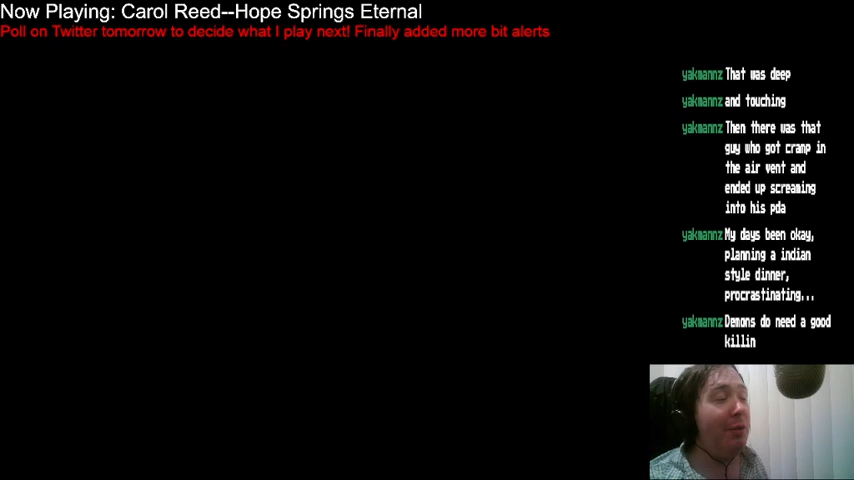 Now Playing: Carol Reed--Hope Springs Eternal
Poll on Twitter tomorrow to decide what I play next! Finally added more bit alerts
yakmannz That was deep
yakmannz and touching
yakmannz Then there was that
guy who got cramp in
the air vent and
ended up screaming
into his pda
yakmannz My days been okay,
planning a indian
style dinner,
procrastinating...
yakmannz Demons do need a good
killin